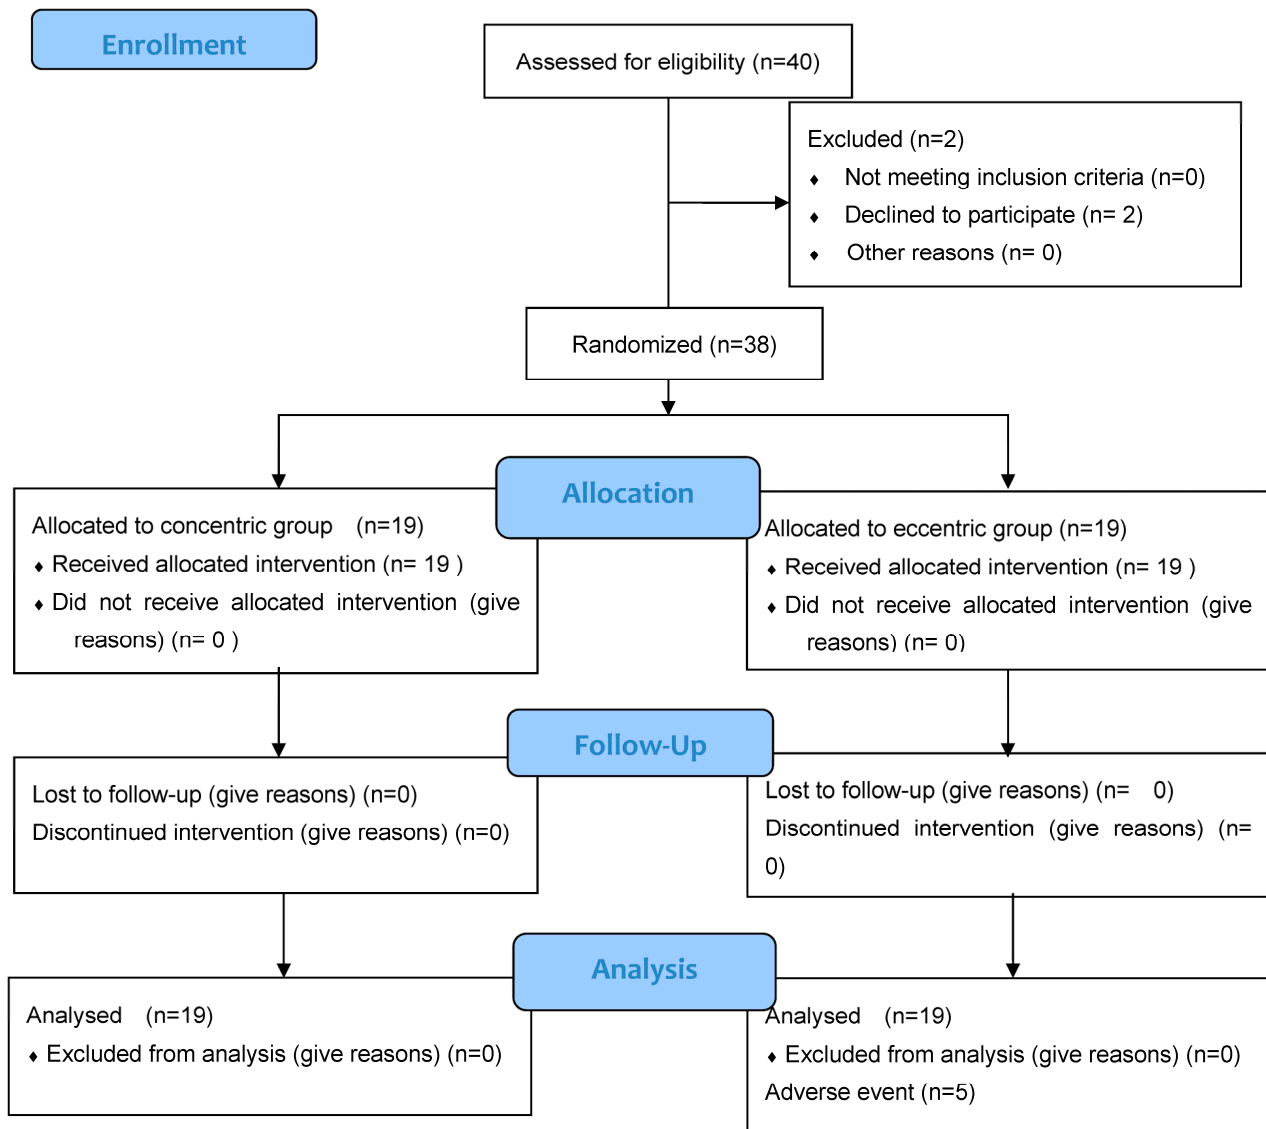 Enrollment
Assessed for eligibility (n=40)
Excluded (n=2)
♦ Not meeting inclusion criteria (n=0)
♦ Declined to participate (n= 2)
♦ Other reasons (n= 0)
Randomized (n=38)
Allocation
Allocated to concentric group (n=19)
♦ Received allocated intervention (n= 19 )
♦ Did not receive allocated intervention (give
reasons) (n= 0 )
Allocated to eccentric group (n=19)
♦ Received allocated intervention (n= 19 )
♦ Did not receive allocated intervention (give
reasons) (n= 0)
Follow-Up
Lost to follow-up (give reasons) (n=0)
Discontinued intervention (give reasons) (n=0)
Lost to follow-up (give reasons) (n= 0)
Discontinued intervention (give reasons) (n=
0)
Analysis
Analysed (n=19)
♦ Excluded from analysis (give reasons) (n=0)
Analysed (n=19)
♦ Excluded from analysis (give reasons) (n=0)
Adverse event (n=5)